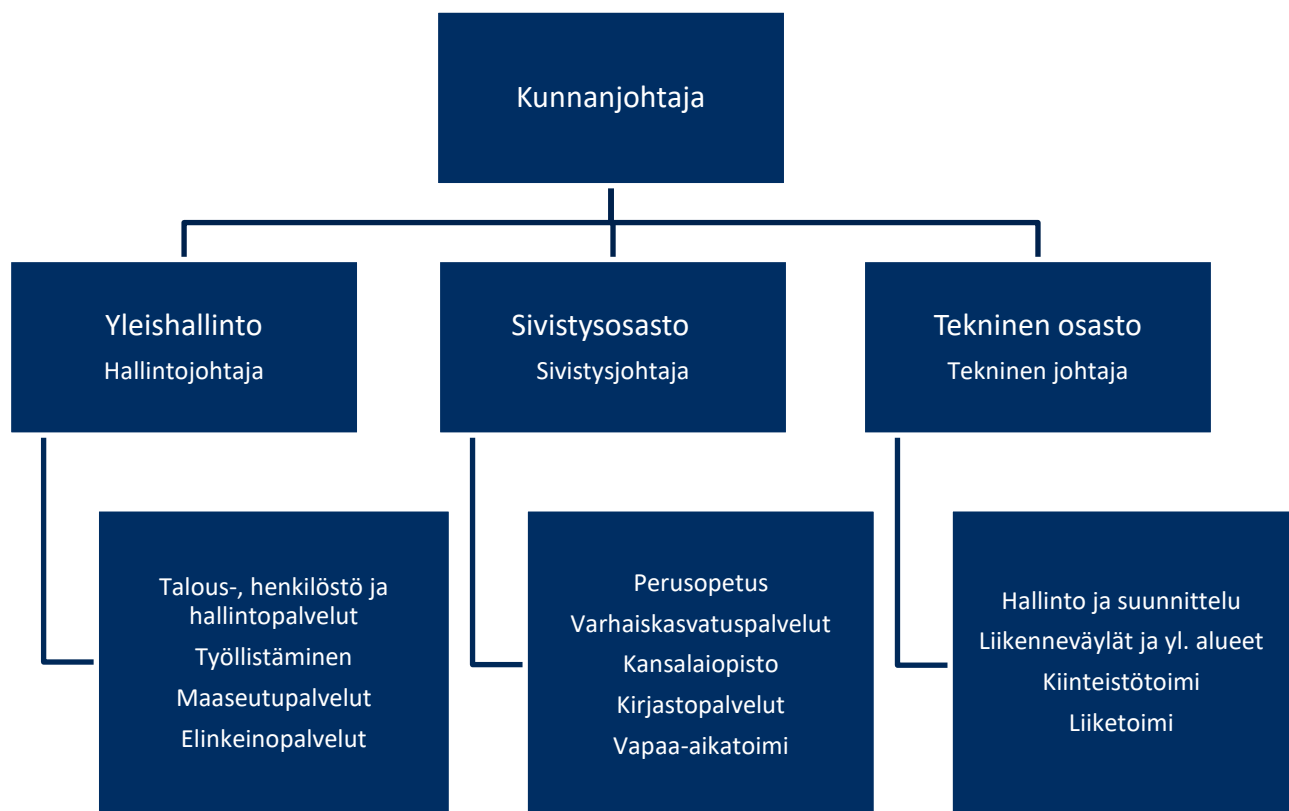 Kunnanjohtaja
Yleishallinto
Hallintojohtaja
Sivistysosasto
Sivistysjohtaja
Tekninen osasto
Tekninen johtaja
Talous-, henkilöstö ja
hallintopalvelut
Työllistäminen
Maaseutupalvelut
Elinkeinopalvelut
Perusopetus
Varhaiskasvatuspalvelut
Kansalaiopisto
Kirjastopalvelut
Vapaa-aikatoimi
Hallinto ja suunnittelu
Liikenneväylät ja yl. alueet
Kiinteistötoimi
Liiketoimi